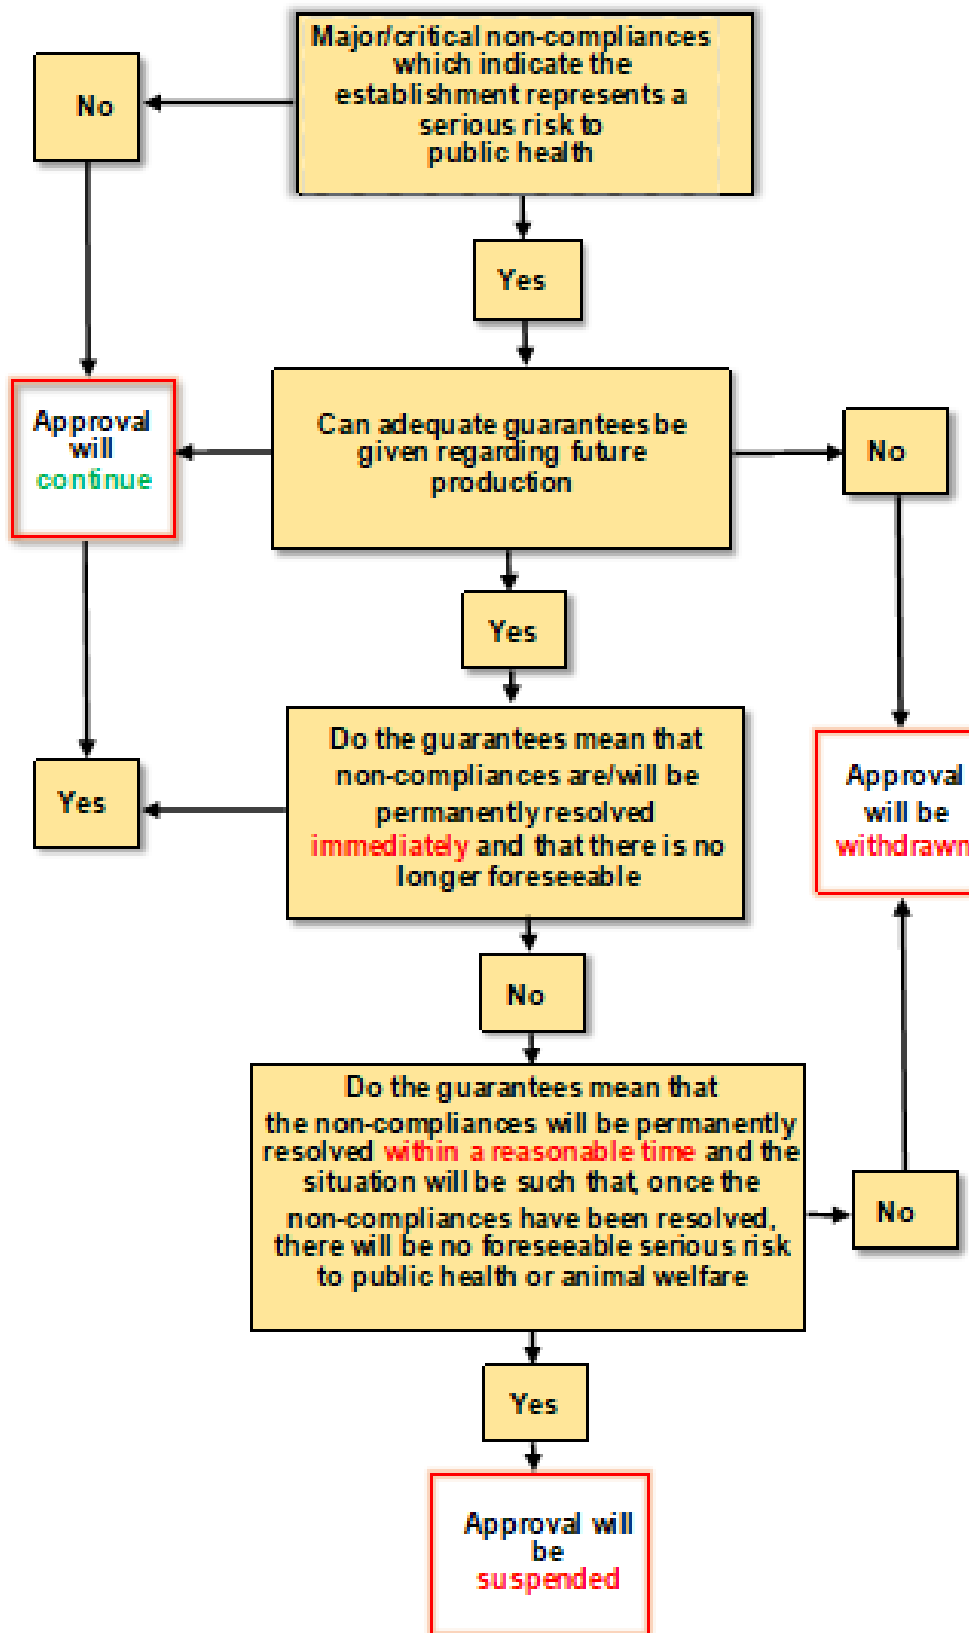 Major/critical non-compliances
which indicate the
establishment represents a
serious risk to
public health
No
Yes
Approval
will
continue
Can adequate guarantees be
given regarding future
production
No
Yes
Do the guarantees mean that
non-compliances are/will be
permanently resolved
immediately and that there is no
longer foreseeable
Yes
Approval
will be
withdrawn
No
Do the guarantees mean that
the non-compliances will be permanently
resolved within a reasonable time and the
situation will be such that, once the
non-compliances have been resolved,
there will be no foreseeable serious risk
to public health or animal welfare
No
Yes
Approval will
be
suspended